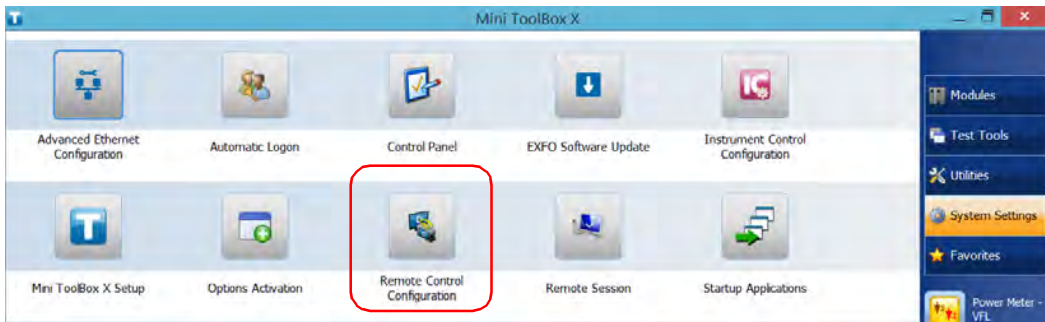 Mini ToolBox X
Advanced Ethernet
Configuration
Automatic Logon
Control Panel
EXFO Software Update
Instrument Control
Configuration
Mini ToolBox X Setup
Options Activation
Remote Control
Configuration
Remote Session
Startup Applications
Modules
Test Tools
Utilities
System Settings
Favorites
Power Meter -
VFL